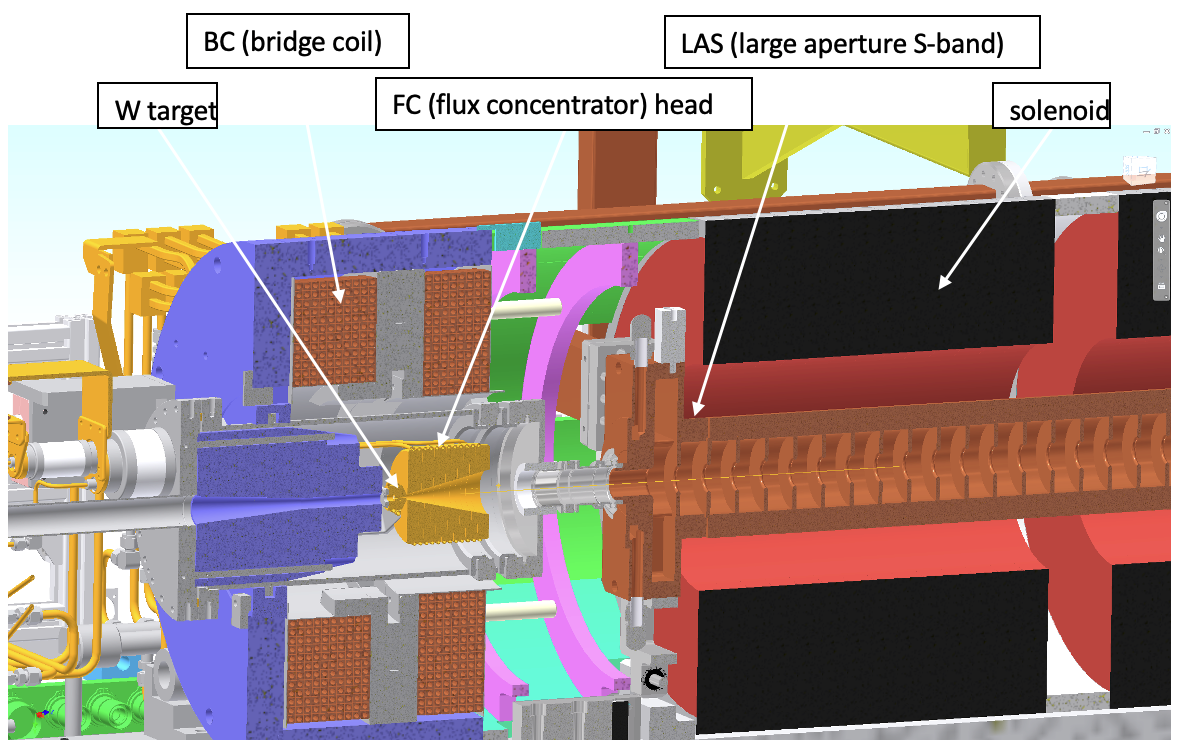 BC (bridge coil)
LAS (large aperture S-band)
W target
FC (flux concentrator) head
solenoid